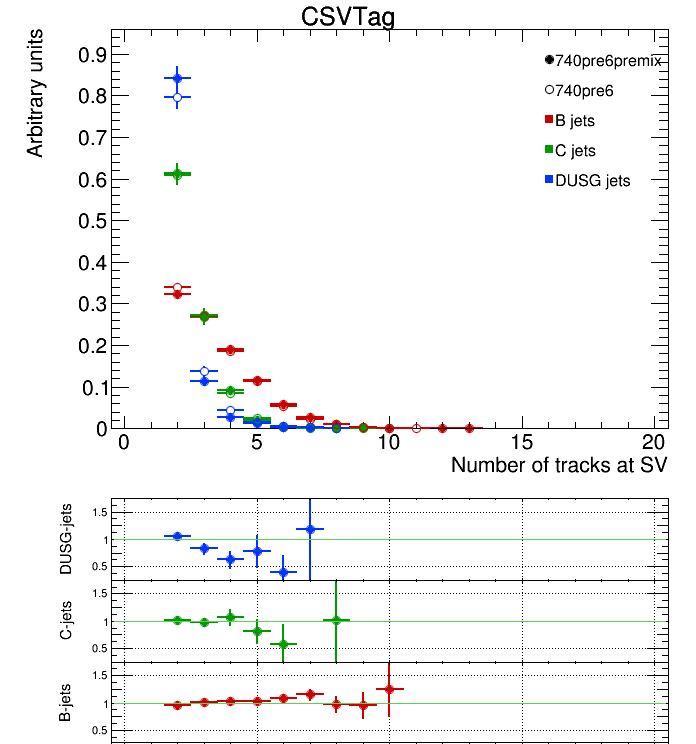 CSVTag
Arbitrary units
0.9
0.8
0.7
0.6
0.5
0.4
0.3
0.2
0.1
0
740pre6premix
740pre6
B jets
C jets
DUSG jets
0 5 10 15 20
Number of tracks at SV
DUSG-jets
1.5
1
0.5
C-jets
1.5
1
0.5
B-jets
1.5
1
0.5